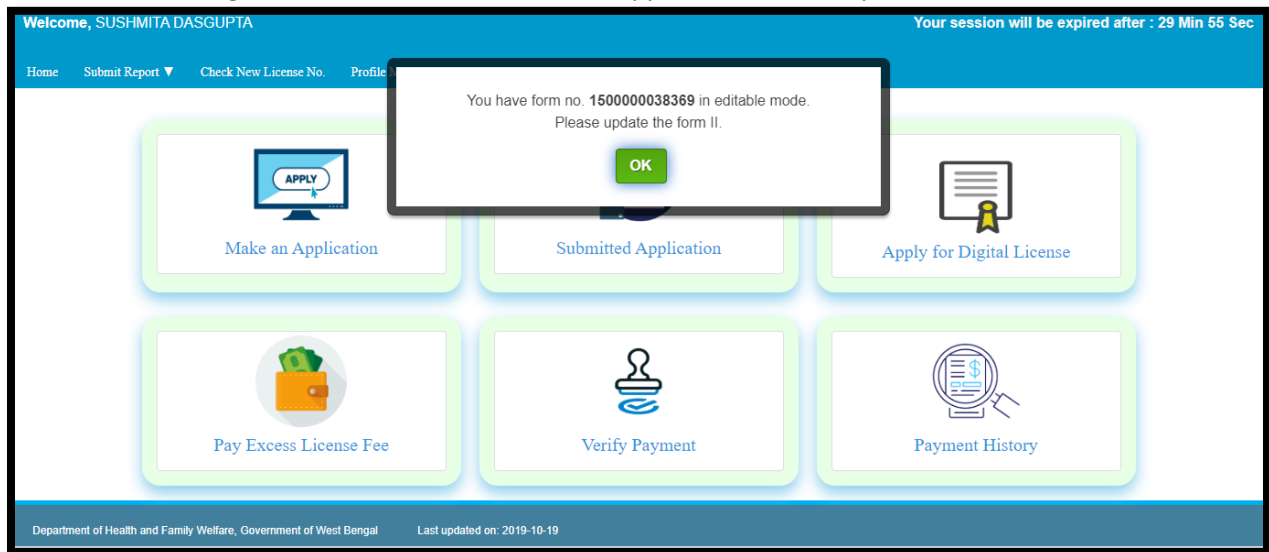 Welcome, SUSHMITA DASGUPTA
Your session will be expired after : 29 Min 55 Sec
Home Submit Report ▼ Check New License No. Profile
You have form no. 1500000038369 in editable mode.
Please update the form II.
OK
APPLY
Make an Application
Submitted Application
Apply for Digital License
$
Pay Excess License Fee
Verify Payment
Payment History
Department of Health and Family Welfare, Government of West Bengal Last updated on: 2019-10-19